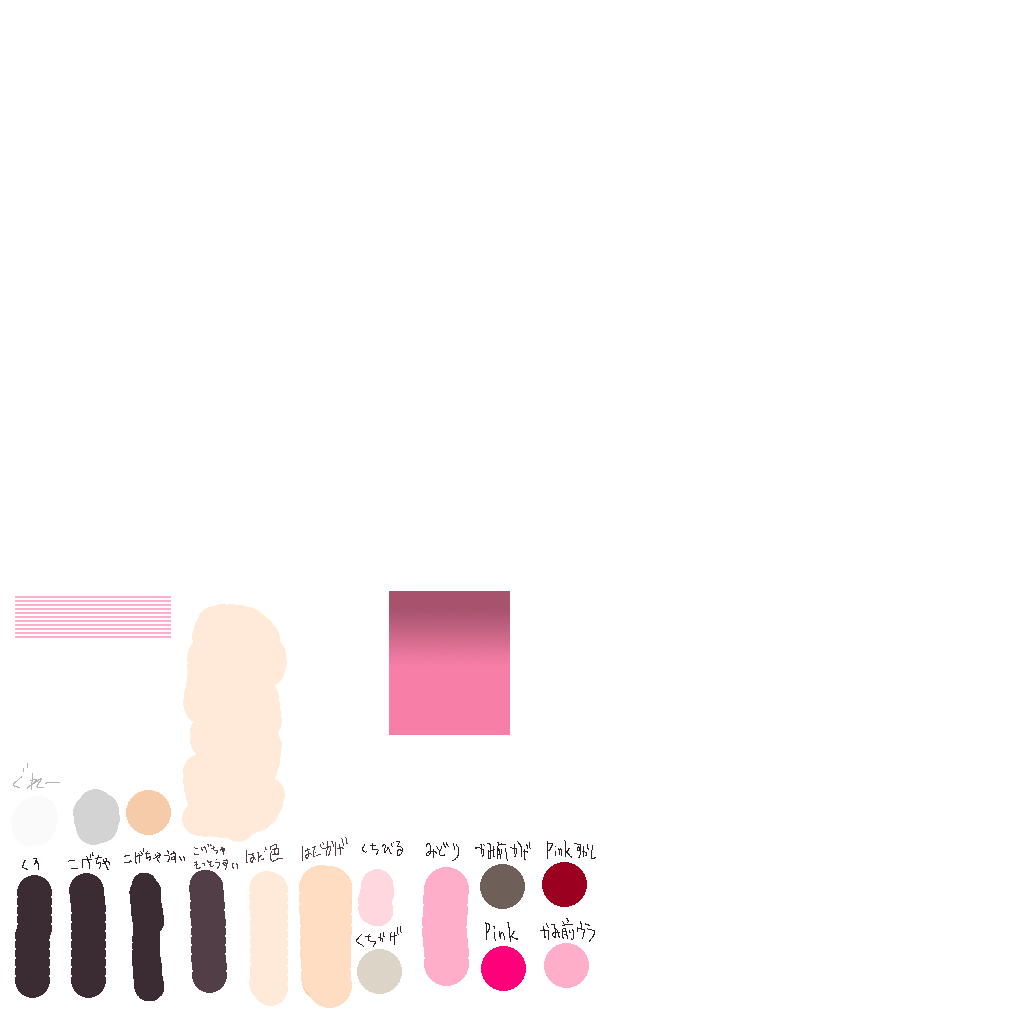 ぐれー
くろ
こげちゃ
こげちゃうすい
こげちゃ
もっとうすい
はだ色
はだかげ
くちびる
みどり
かみ前かげ
Pinkすかし
くちかげ
Pink
かみ前ウラ